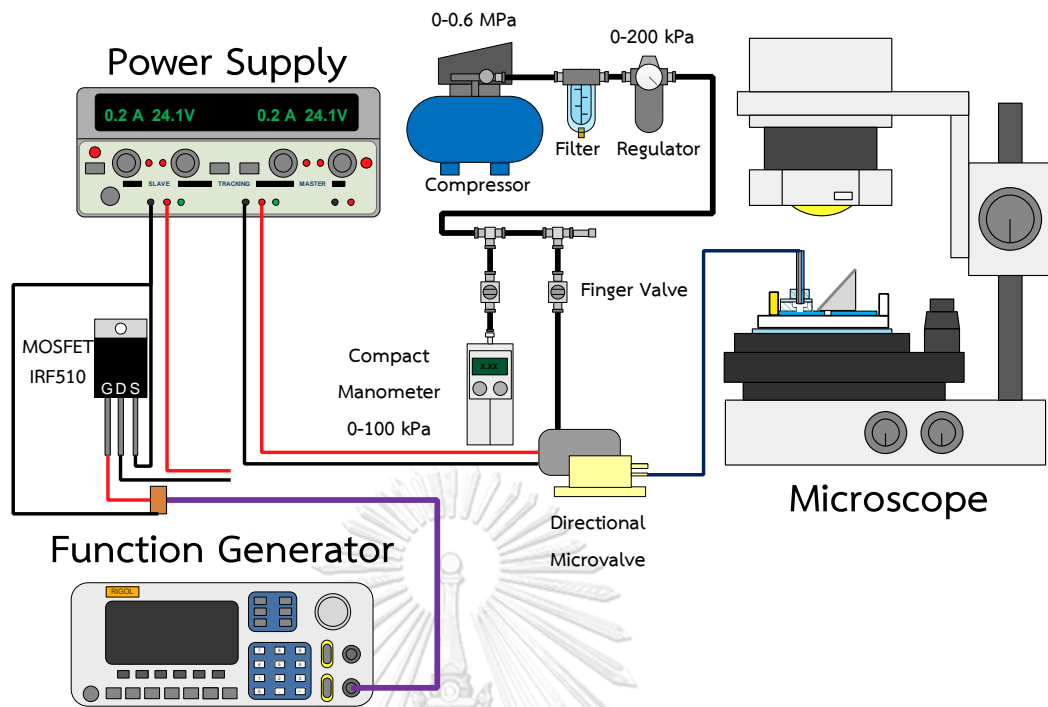 Power Supply
0.2 A 24.1V 0.2 A 24.1V
SLAVE TRACKING MASTER
0-0.6 MPa
0-200 kPa
Filter
Regulator
Compressor
Finger Valve
MOSFET
IRF510
G D S
X.XX
Compact
Manometer
0-100 kPa
Directional
Microvalve
Microscope
Function Generator
RIGOL